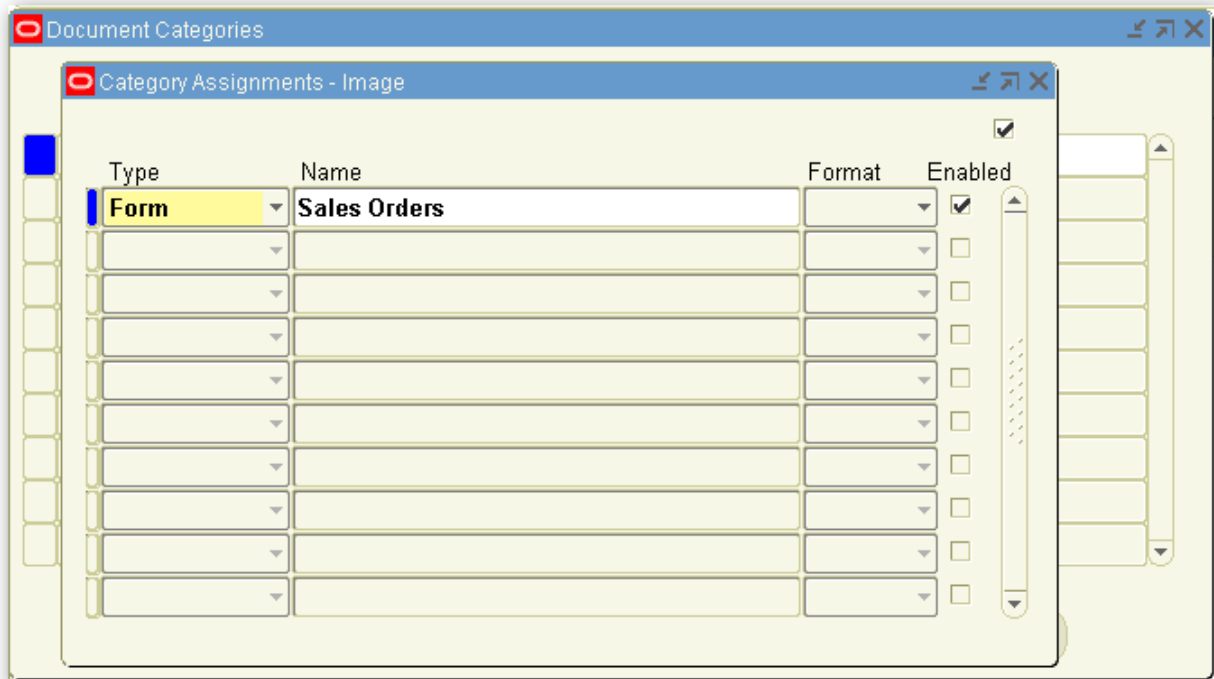 Document Categories
Category Assignments - Image
Type Name Format Enabled
Form Sales Orders